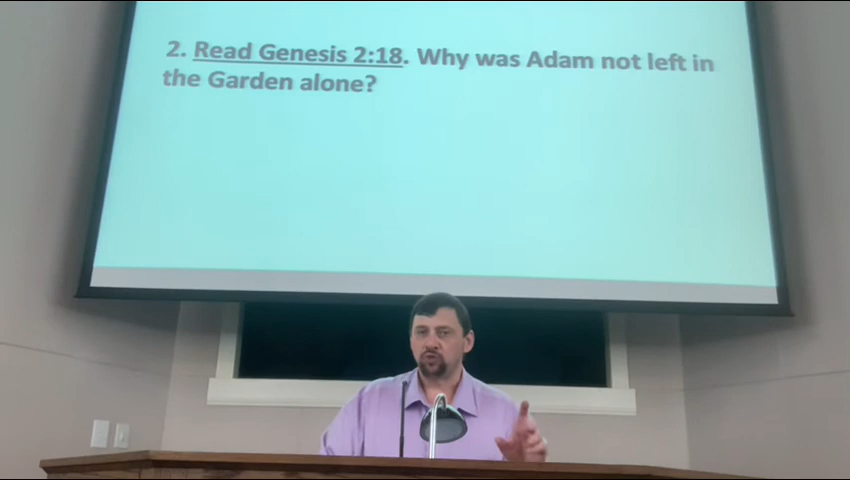 2. Read Genesis 2:18. Why was Adam not left in
the Garden alone?